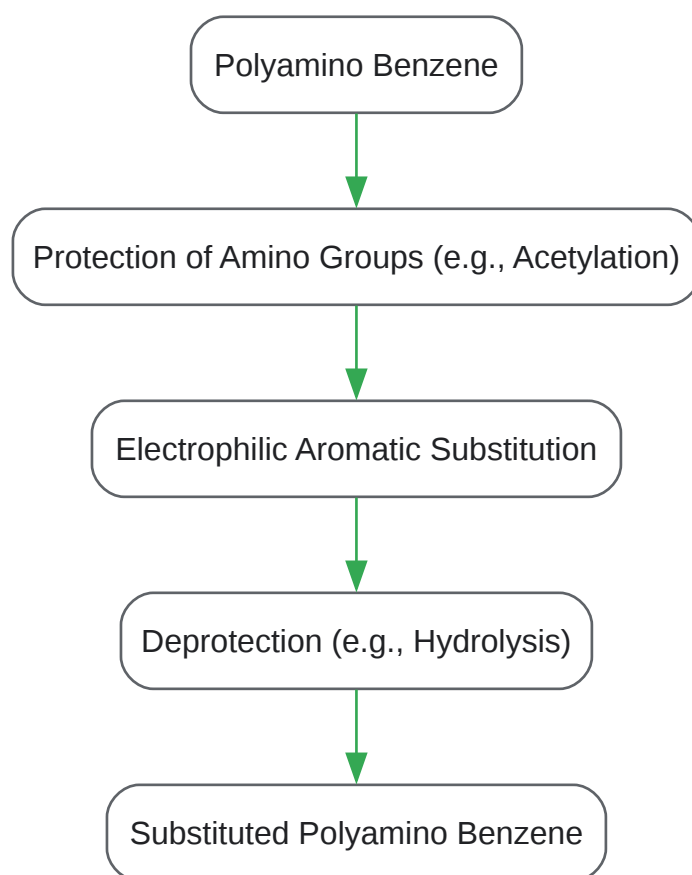 Polyamino Benzene
Protection of Amino Groups (e.g., Acetylation)
Electrophilic Aromatic Substitution
Deprotection (e.g., Hydrolysis)
Substituted Polyamino Benzene